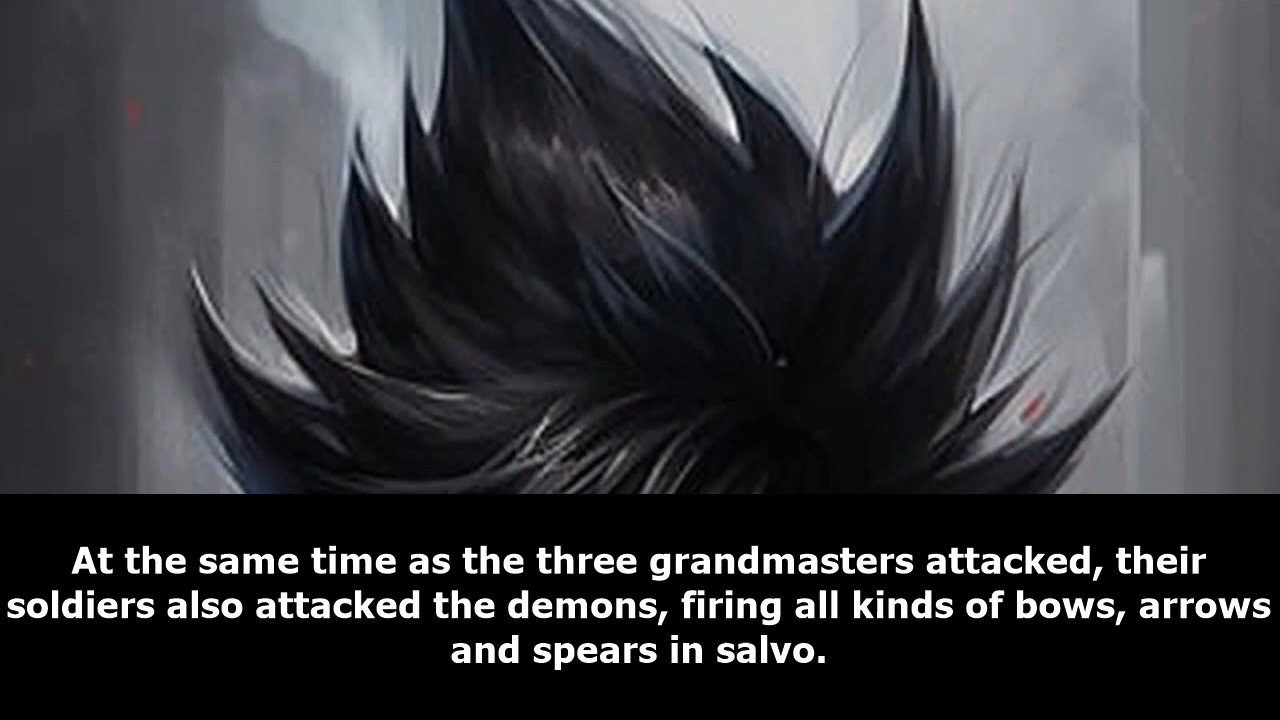 At the same time as the three grandmasters attacked, their
soldiers also attacked the demons, firing all kinds of bows, arrows
and spears in salvo.